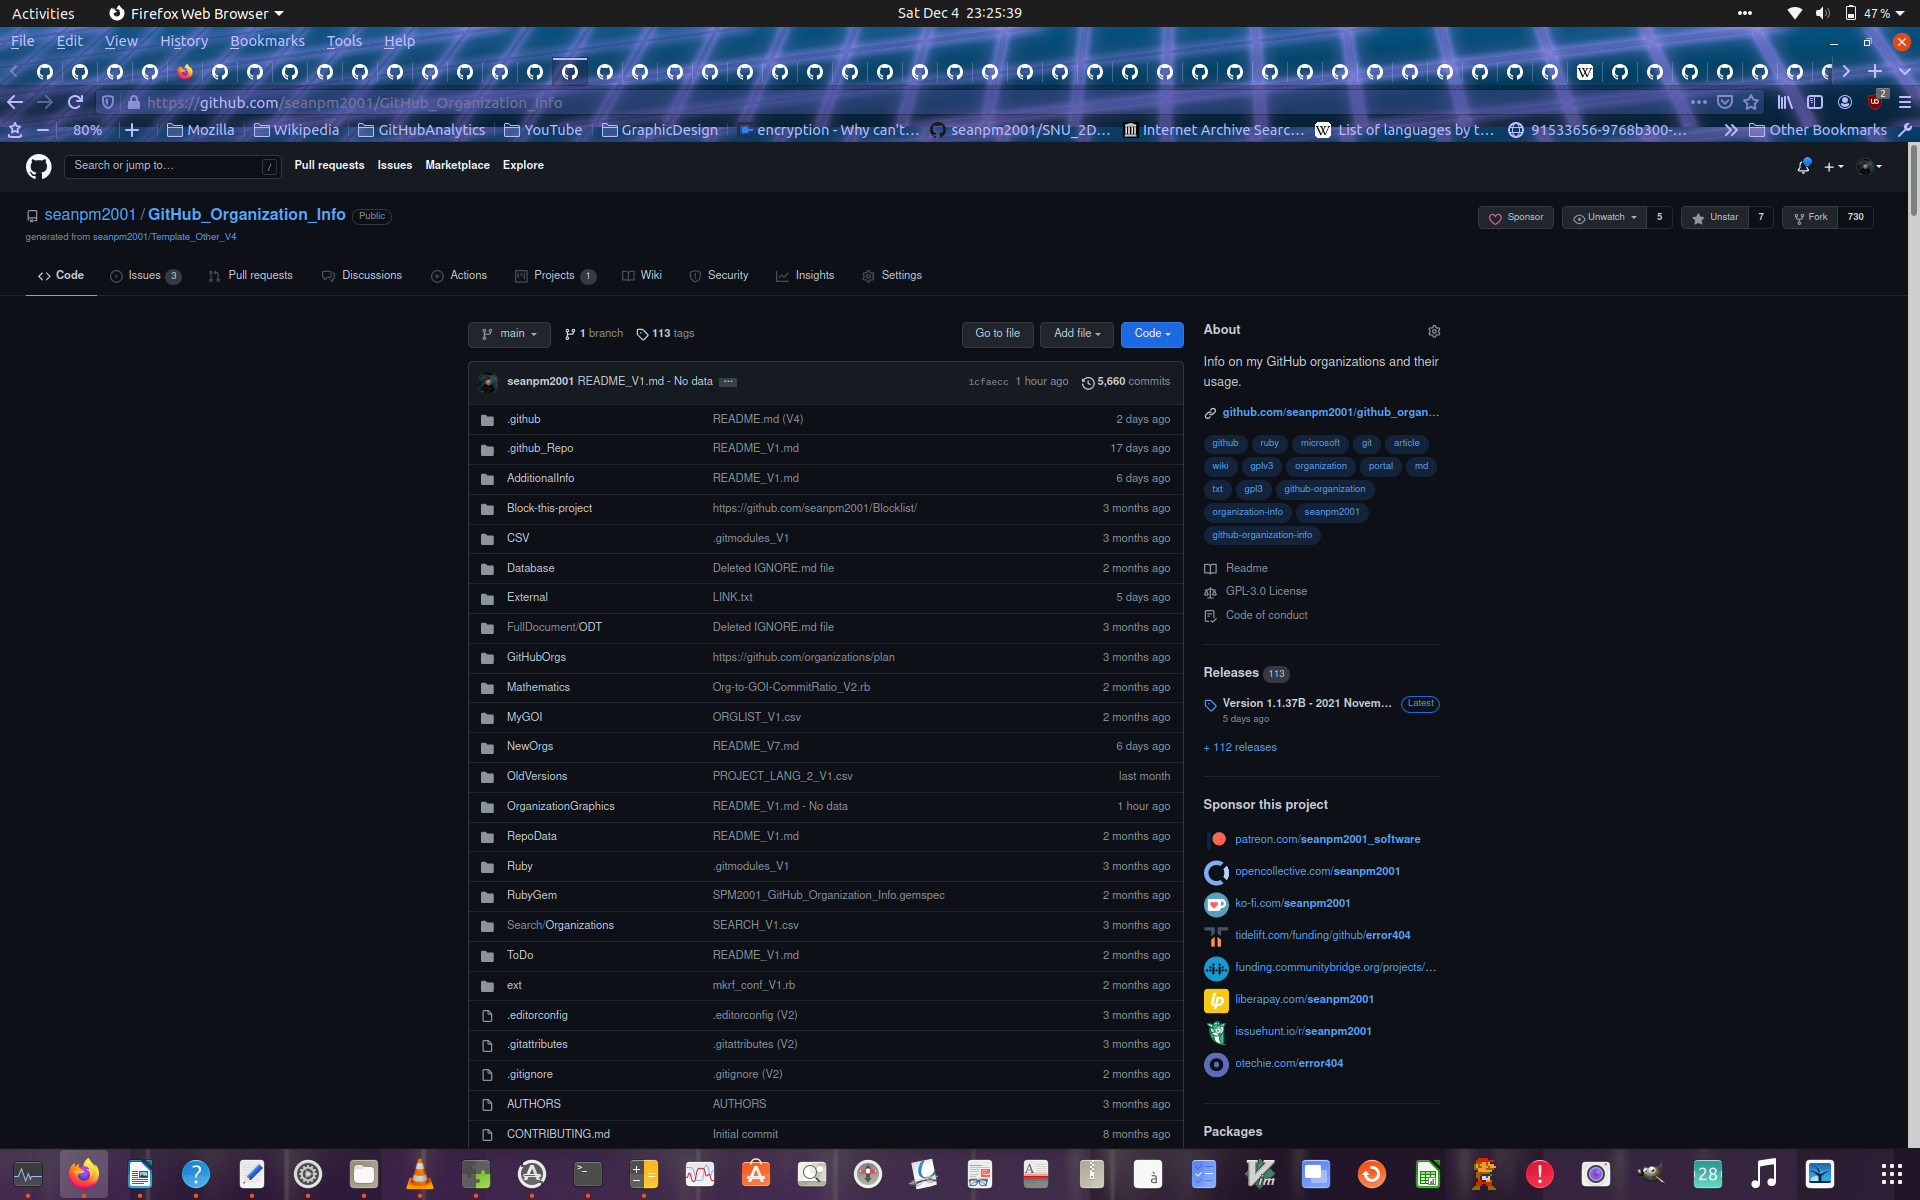 Activities
Firefox Web Browser
Sat Dec 4 23:25:39
47 %
File Edit View History Bookmarks Tools Help
https://github.com/seanpm2001/GitHub_Organization_Info
2
80%
Mozilla
Wikipedia
GitHubAnalytics
YouTube
GraphicDesign
encryption - Why can't…
seanpm2001/SNU_2D…
Internet Archive Searc…
List of languages by t…
91533656-9768b300-…
Other Bookmarks
Search or jump to…
/
Pull requests Issues Marketplace Explore
seanpm2001 / GitHub_Organization_Info Public
generated from seanpm2001/Template_Other_V4
Sponsor
Unwatch 5
Unstar 7
Fork 730
Code
Issues 3
Pull requests
Discussions
Actions
Projects 1
Wiki
Security
Insights
Settings
main
1 branch
113 tags
Go to file
Add file
Code
seanpm2001 README_V1.md - No data … 1cfaecc 1 hour ago 5,660 commits
.github README.md (V4) 2 days ago
.github_Repo README_V1.md 17 days ago
AdditionalInfo README_V1.md 6 days ago
Block-this-project https://github.com/seanpm2001/Blocklist/ 3 months ago
CSV .gitmodules_V1 3 months ago
Database Deleted IGNORE.md file 2 months ago
External LINK.txt 5 days ago
FullDocument/ODT Deleted IGNORE.md file 3 months ago
GitHubOrgs https://github.com/organizations/plan 3 months ago
Mathematics Org-to-GOI-CommitRatio_V2.rb 2 months ago
MyGOI ORGLIST_V1.csv 2 months ago
NewOrgs README_V7.md 6 days ago
OldVersions PROJECT_LANG_2_V1.csv last month
OrganizationGraphics README_V1.md - No data 1 hour ago
RepoData README_V1.md 2 months ago
Ruby .gitmodules_V1 3 months ago
RubyGem SPM2001_GitHub_Organization_Info.gemspec 2 months ago
Search/Organizations SEARCH_V1.csv 3 months ago
ToDo README_V1.md 2 months ago
ext mkrf_conf_V1.rb 2 months ago
.editorconfig .editorconfig (V2) 3 months ago
.gitattributes .gitattributes (V2) 3 months ago
.gitignore .gitignore (V2) 2 months ago
AUTHORS AUTHORS 3 months ago
CONTRIBUTING.md Initial commit 8 months ago
About
Info on my GitHub organizations and their
usage.
github.com/seanpm2001/github_organ…
github ruby microsoft git article
wiki gplv3 organization portal md
txt gpl3 github-organization
organization-info seanpm2001
github-organization-info
Readme
GPL-3.0 License
Code of conduct
Releases 113
Version 1.1.37B - 2021 Novem… Latest
5 days ago
+ 112 releases
Sponsor this project
patreon.com/seanpm2001_software
opencollective.com/seanpm2001
ko-fi.com/seanpm2001
tidelift.com/funding/github/error404
funding.communitybridge.org/projects/…
liberapay.com/seanpm2001
issuehunt.io/r/seanpm2001
otechie.com/error404
Packages
28